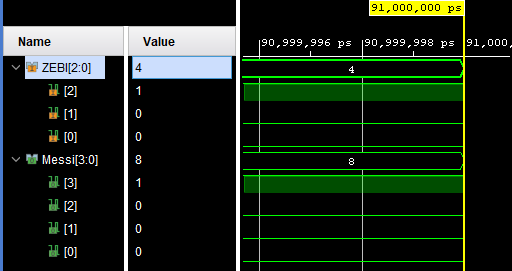 91,000,000 ps
Name Value
90,999,996 ps 90,999,998 ps 91,000,
ZEBI[2:0] 4 4
[2] 1
[1] 0
[0] 0
Messi[3:0] 8 8
[3] 1
[2] 0
[1] 0
[0] 0